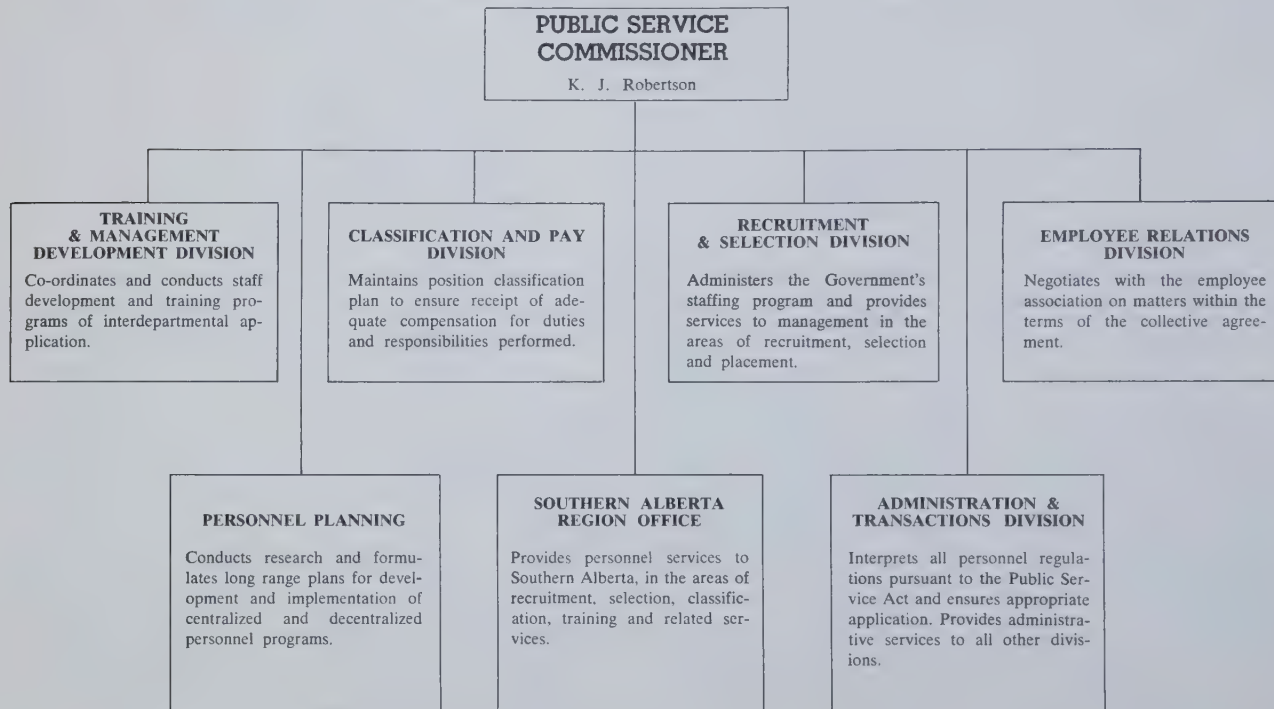 PUBLIC SERVICE
COMMISSIONER
K. J. Robertson
TRAINING
& MANAGEMENT
DEVELOPMENT DIVISION
Co-ordinates and conducts staff
development and training pro-
grams of interdepartmental ap-
plication.
CLASSIFICATION AND PAY
DIVISION
Maintains position classification
plan to ensure receipt of ade-
quate compensation for duties
and responsibilities performed.
RECRUITMENT
& SELECTION DIVISION
Administers the Government's
staffing program and provides
services to management in the
areas of recruitment, selection
and placement.
EMPLOYEE RELATIONS
DIVISION
Negotiates with the employee
association on matters within the
terms of the collective agree-
ment.
PERSONNEL PLANNING
Conducts research and formu-
lates long range plans for devel-
opment and implementation of
centralized and decentralized
personnel programs.
SOUTHERN ALBERTA
REGION OFFICE
Provides personnel services to
Southern Alberta, in the areas of
recruitment, selection, classific-
ation, training and related ser-
vices.
ADMINISTRATION &
TRANSACTIONS DIVISION
Interprets all personnel regula-
tions pursuant to the Public Ser-
vice Act and ensures appropriate
application. Provides administra-
tive services to all other divis-
ions.